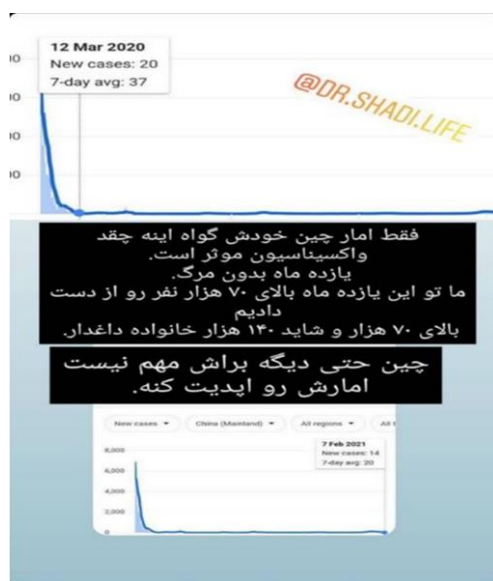 12 Mar 2020
New cases: 20
7-day avg: 37
@DR.SHADI.LIFE
فقط امار چین خودش گواه اینه چقد
واکسیناسیون موثر است.
یازده ماه بدون مرگ.
ما تو این یازده ماه بالای ۷۰ هزار نفر رو از دست
دادیم
بالای ۷۰ هزار و شاید ۱۴۰ هزار خانواده داغدار.
چین حتی دیگه براش مهم نیست
امارش رو اپدیت کنه.
New cases
China (Mainland)
All regions
All
7 Feb 2021
New cases: 14
7-day avg: 20
8,000
6,000
4,000
2,000
0